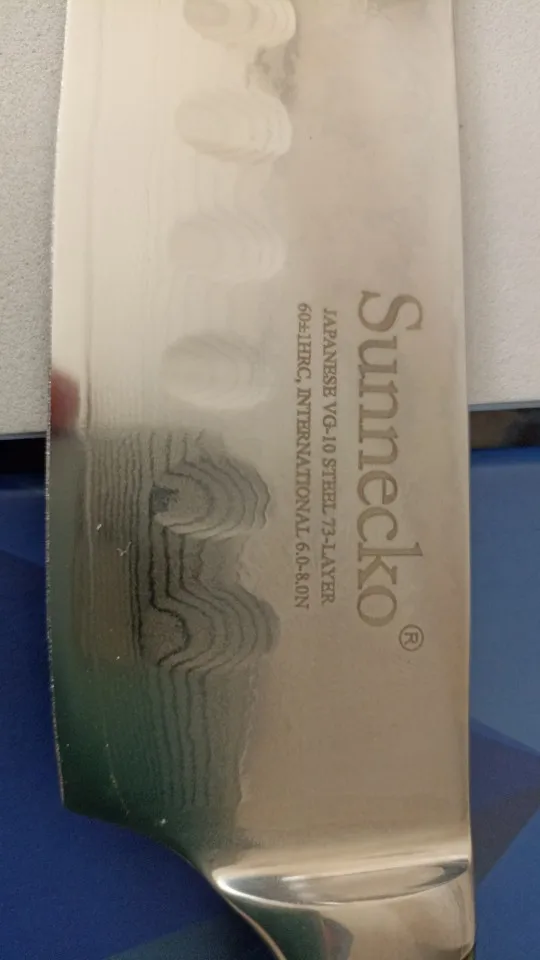 Sunnecko®
JAPANESE VG-10 STEEL 73-LAYER
60±1HRC, INTERNATIONAL 6.0-8.0N